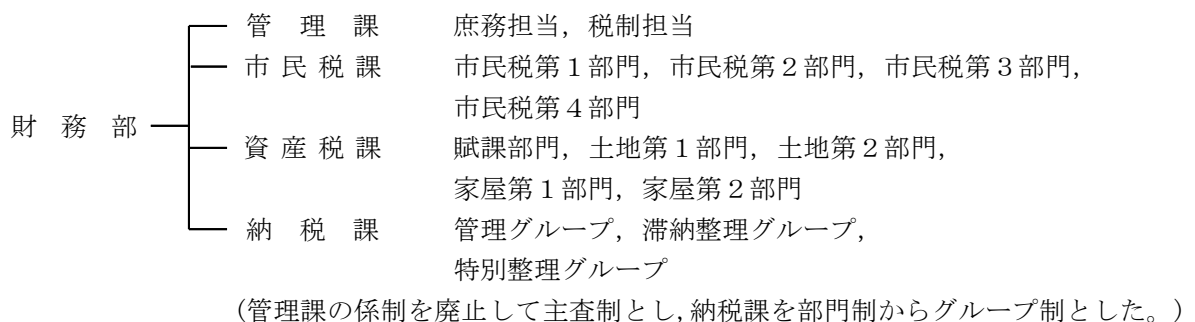 管理課 庶務担当，税制担当
市民税課 市民税第１部門，市民税第２部門，市民税第３部門，
市民税第４部門
財務部
資産税課 賦課部門，土地第１部門，土地第２部門，
家屋第１部門，家屋第２部門
納税課 管理グループ，滞納整理グループ，
特別整理グループ
（管理課の係制を廃止して主査制とし，納税課を部門制からグループ制とした。）